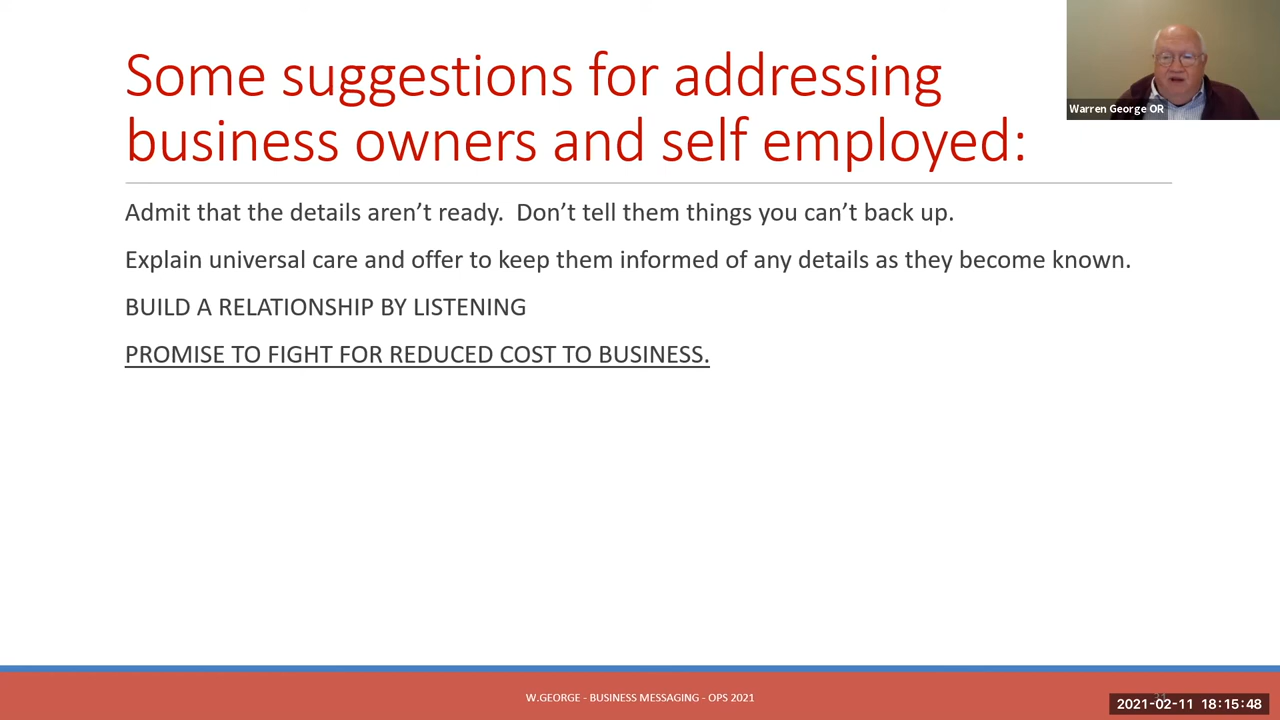 Some suggestions for addressing
business owners and self employed:
Warren George OR
Admit that the details aren’t ready.  Don’t tell them things you can’t back up.
Explain universal care and offer to keep them informed of any details as they become known.
BUILD A RELATIONSHIP BY LISTENING
PROMISE TO FIGHT FOR REDUCED COST TO BUSINESS.
W.GEORGE - BUSINESS MESSAGING - OPS 2021
2021-02-11 18:15:48